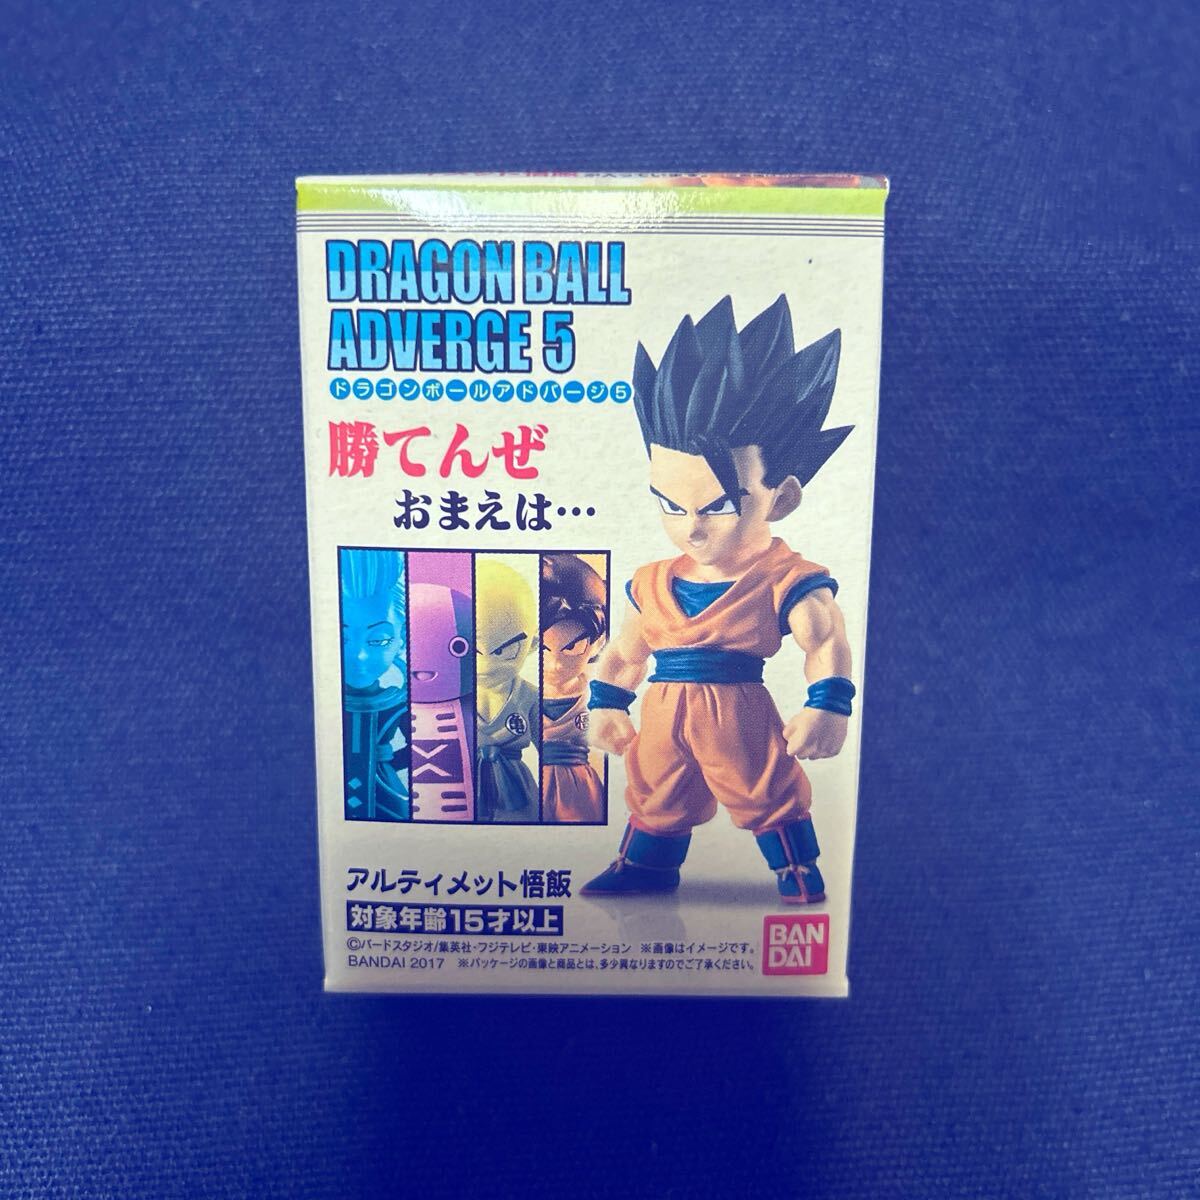 DRAGON BALL
ADVERGE 5
ドラゴンボールアドバージ5
勝てんぜ
おまえは…
亀
悟
アルティメット悟飯
対象年齢15才以上
©バードスタジオ/集英社・フジテレビ・東映アニメーション ※画像はイメージです。
BANDAI 2017 ※パッケージの画像と商品とは、多少異なりますのでご了承ください。
BAN
DAI